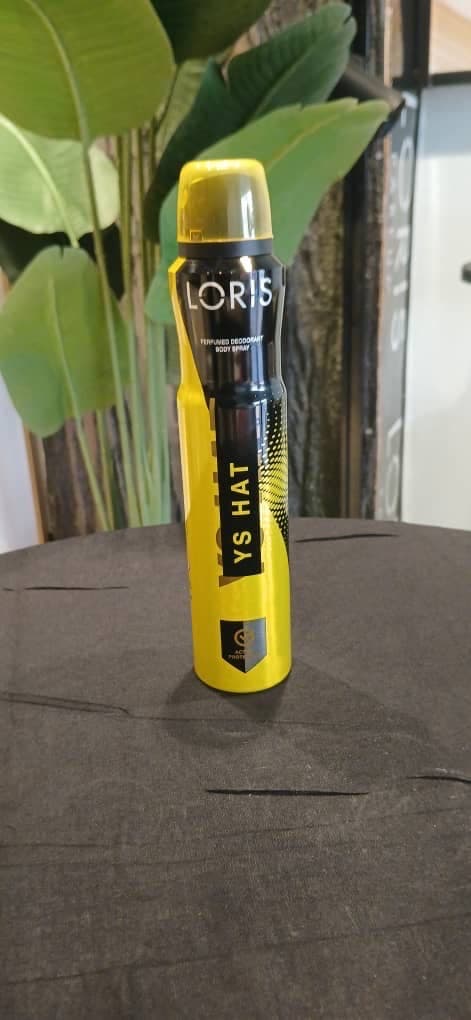 LORIS
PERFUMED DEODORANT
BODY SPRAY
YS HAT